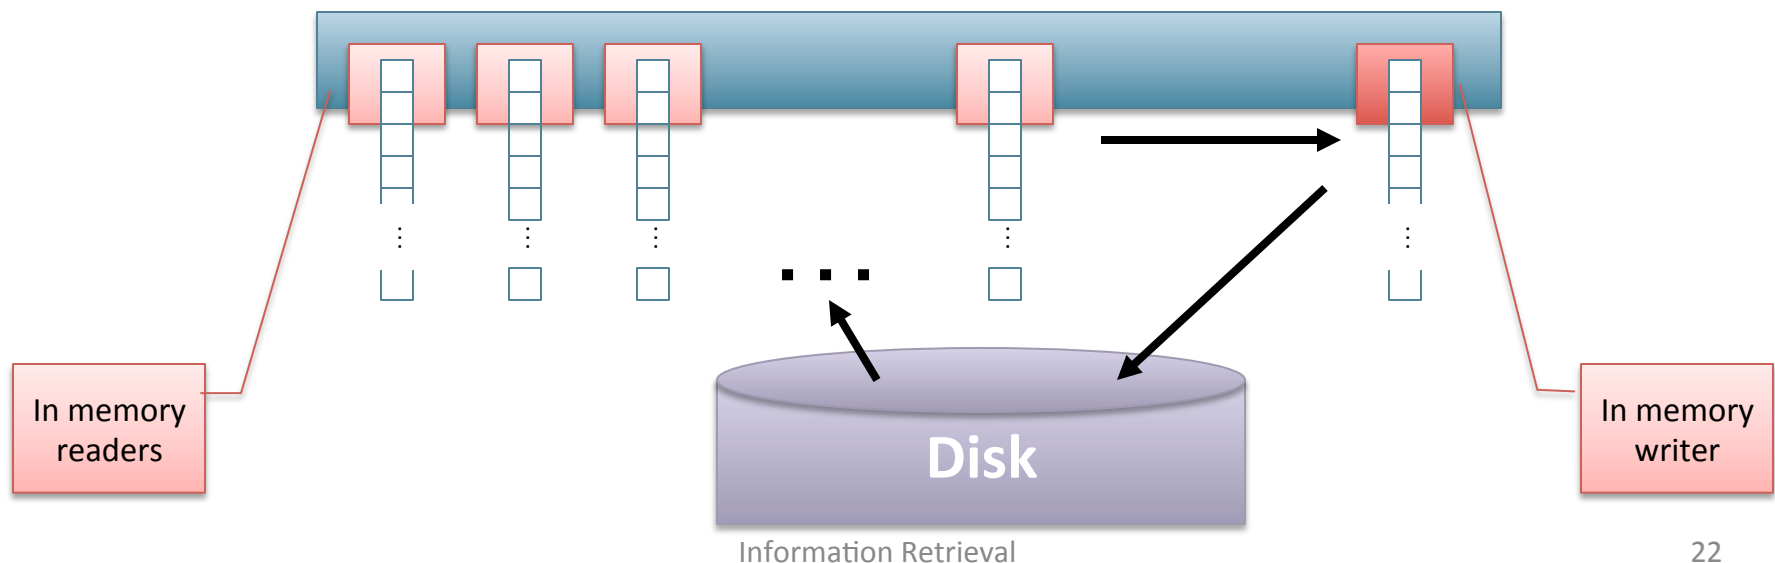 In memory
readers
Disk
In memory
writer
Information Retrieval
22